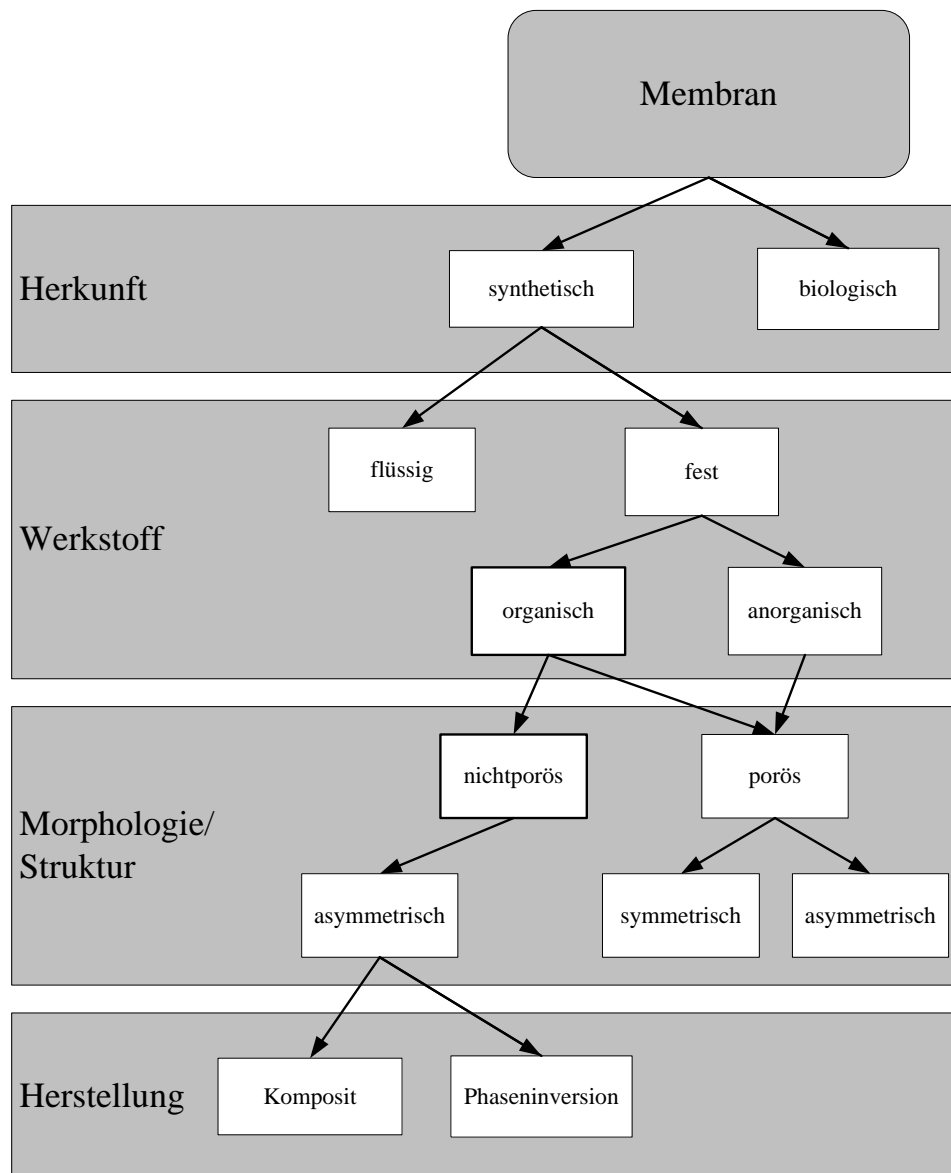 Membran
Herkunft
synthetisch
biologisch
Werkstoff
flüssig
fest
organisch
anorganisch
Morphologie/
Struktur
nichtporös
porös
asymmetrisch
symmetrisch
asymmetrisch
Herstellung
Komposit
Phaseninversion